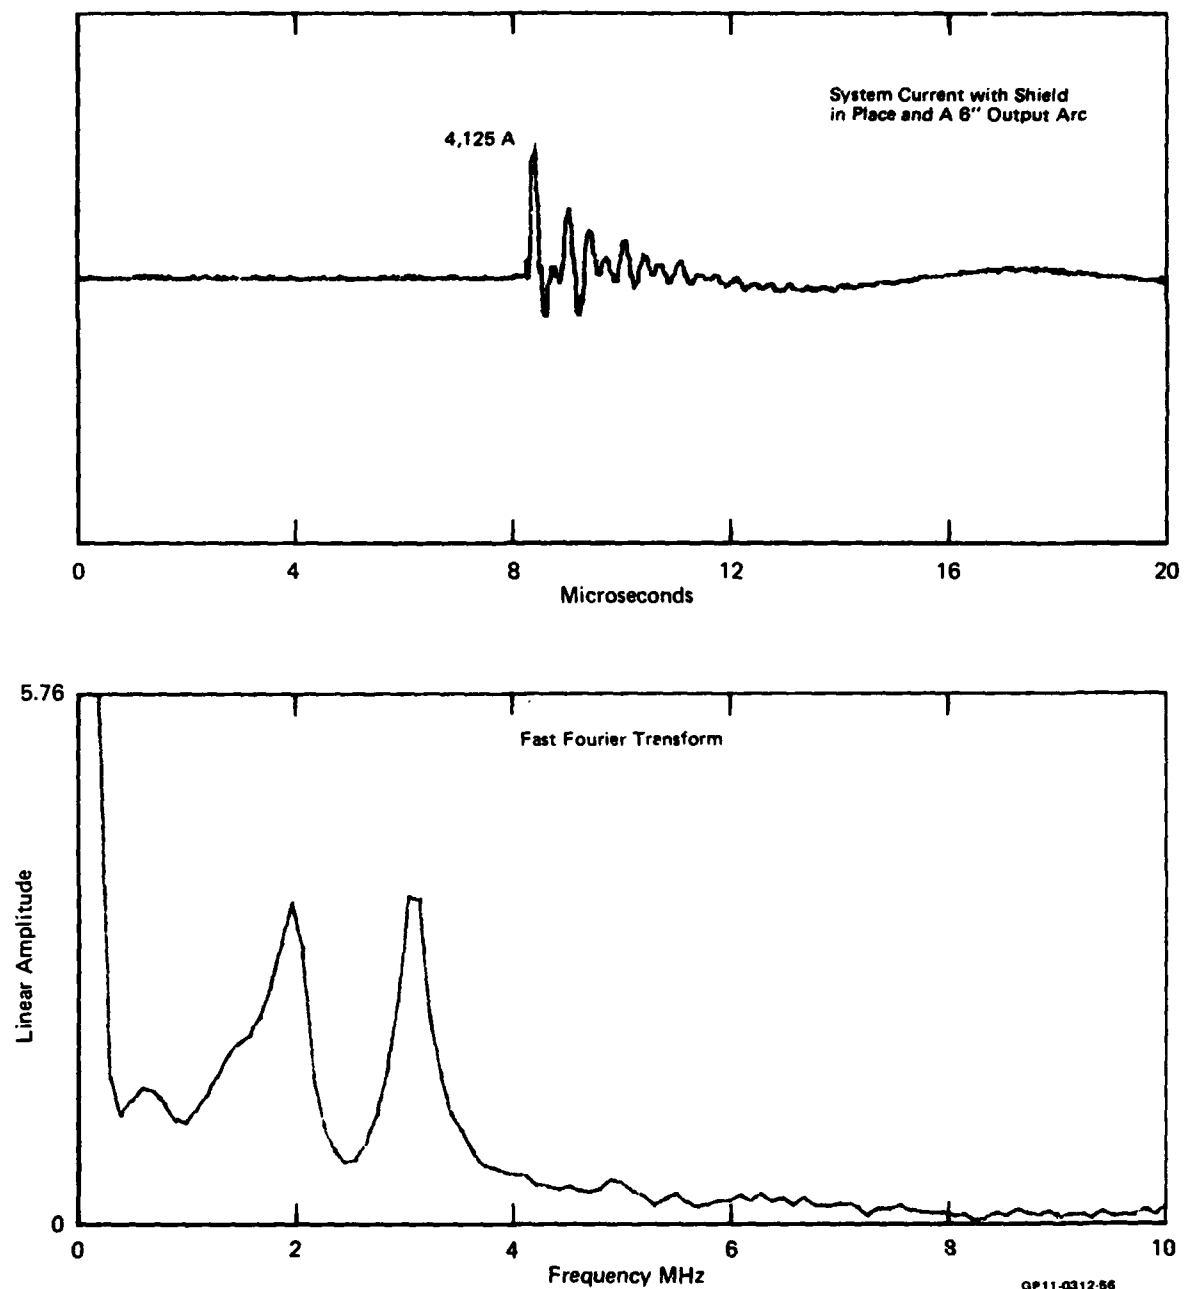 System Current with Shield
in Place and A 6" Output Arc
4,125 A
0 4 8 12 16 20
Microseconds
5.76
Fast Fourier Transform
Linear Amplitude
0
0 2 4 6 8 10
Frequency MHz
GP11-0312-56